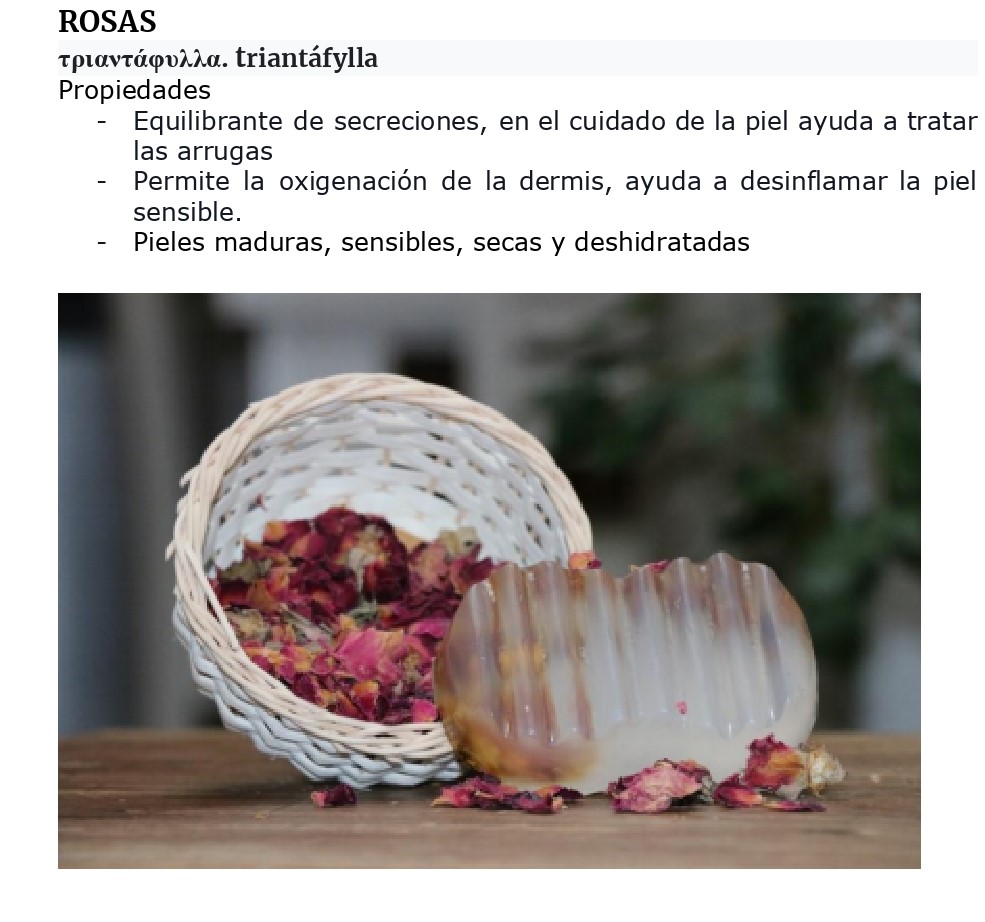 ROSAS
τριαντάφυλλα. triantáfylla
Propiedades
- Equilibrante de secreciones, en el cuidado de la piel ayuda a tratar
las arrugas
- Permite la oxigenación de la dermis, ayuda a desinflamar la piel
sensible.
- Pieles maduras, sensibles, secas y deshidratadas